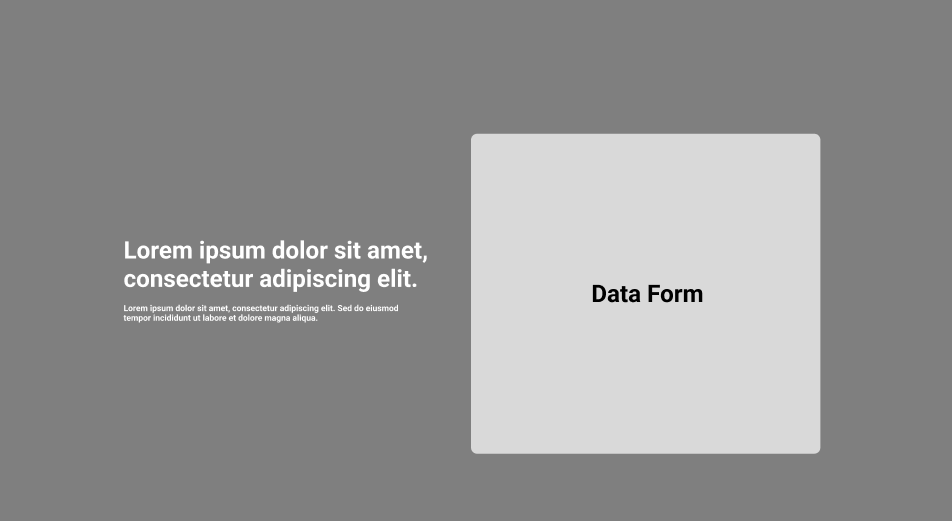 Lorem ipsum dolor sit amet,
consectetur adipiscing elit.
Lorem ipsum dolor sit amet, consectetur adipiscing elit. Sed do eiusmod
tempor incididunt ut labore et dolore magna aliqua.
Data Form